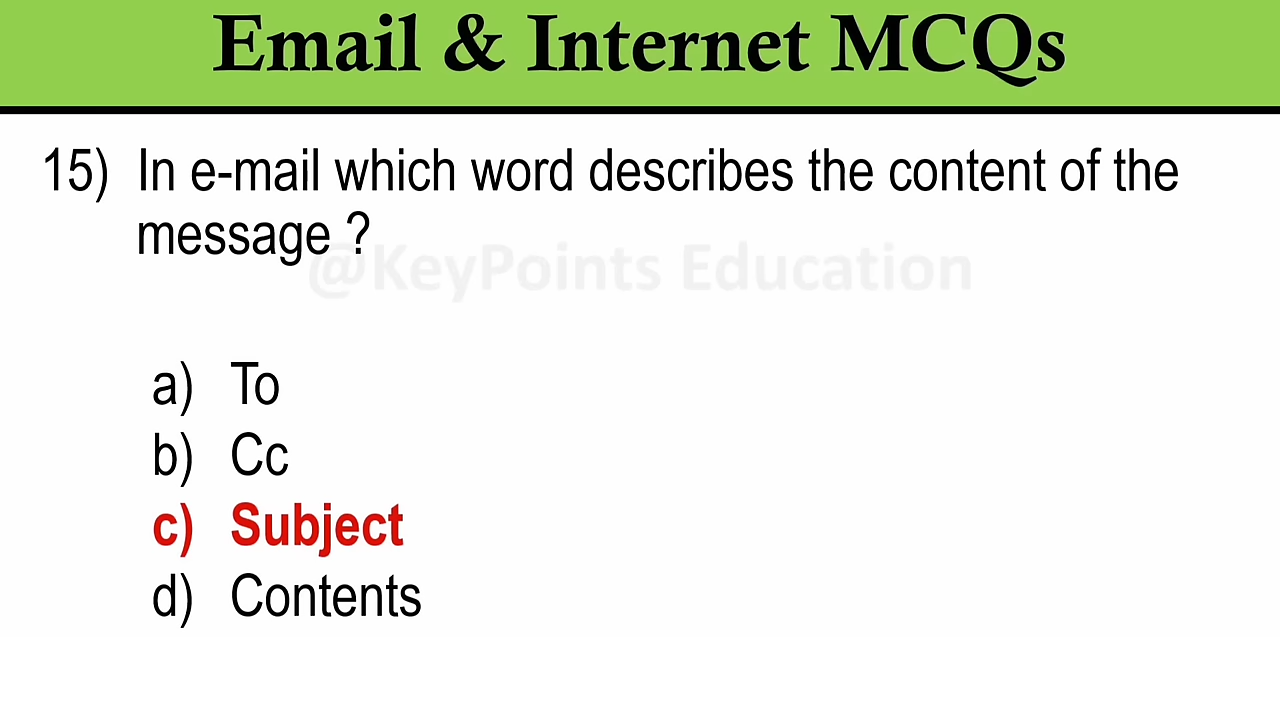 Email & Internet MCQs
15) In e-mail which word describes the content of the
message ?
@KeyPoints Education
a) To
b) Cc
c) Subject
d) Contents